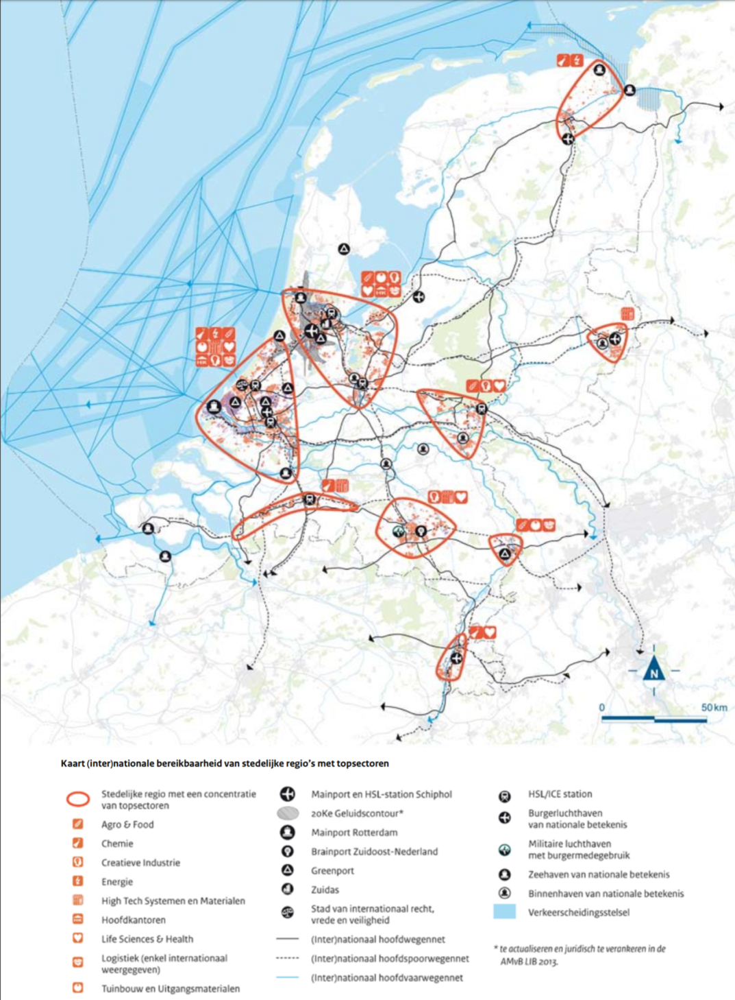 HK
HK
N
0
50 km
Kaart (inter)nationale bereikbaarheid van stedelijke regio's met topsectoren
Stedelijke regio met een concentratie
van topsectoren
Agro & Food
Chemie
Creatieve Industrie
Energie
High Tech Systemen en Materialen
HK
Hoofdkantoren
Life Sciences & Health
Logistiek (enkel internationaal
weergegeven)
Tuinbouw en Uitgangsmaterialen
Mainport en HSL-station Schiphol
20Ke Geluidscontour*
Mainport Rotterdam
Brainport Zuidoost-Nederland
Greenport
Zuidas
Stad van internationaal recht,
vrede en veiligheid
(Inter)nationaal hoofdwegennet
(Inter)nationaal hoofdspoorwegennet
(Inter)nationaal hoofdvaarwegennet
HSL/ICE station
Burgerluchthaven
van nationale betekenis
Militaire luchthaven
met burgermedegebruik
Zeehaven van nationale betekenis
Binnenhaven van nationale betekenis
Verkeerscheidingsstelsel
* te actualiseren en juridisch te verankeren in de
AMvB LIB 2013.